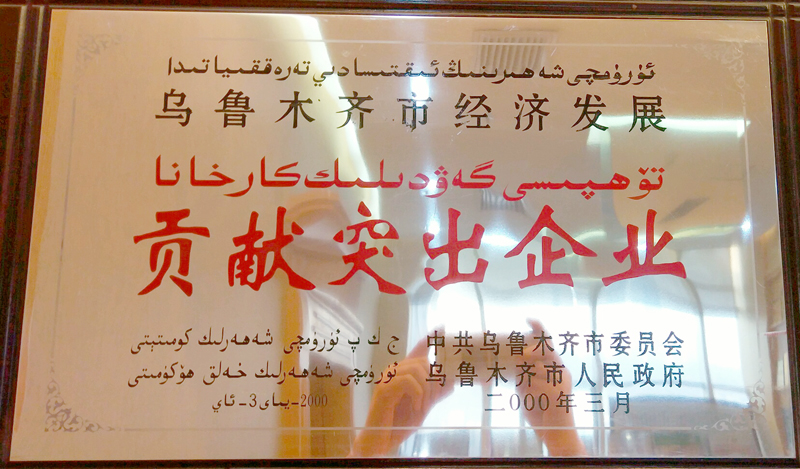 ئۈرۈمچى شەھىرىنىڭ ئىقتىسادىي تەرەققىياتىدا
乌鲁木齐市经济发展
تۆھپىسى گەۋدىلىك كارخانا
贡献突出企业
ج ك پ ئۈرۈمچى شەھەرلىك كومىتېتى
中共乌鲁木齐市委员会
ئۈرۈمچى شەھەرلىك خەلق ھۆكۈمىتى
乌鲁木齐市人民政府
2000-يىلى 3-ئاي
二000年三月